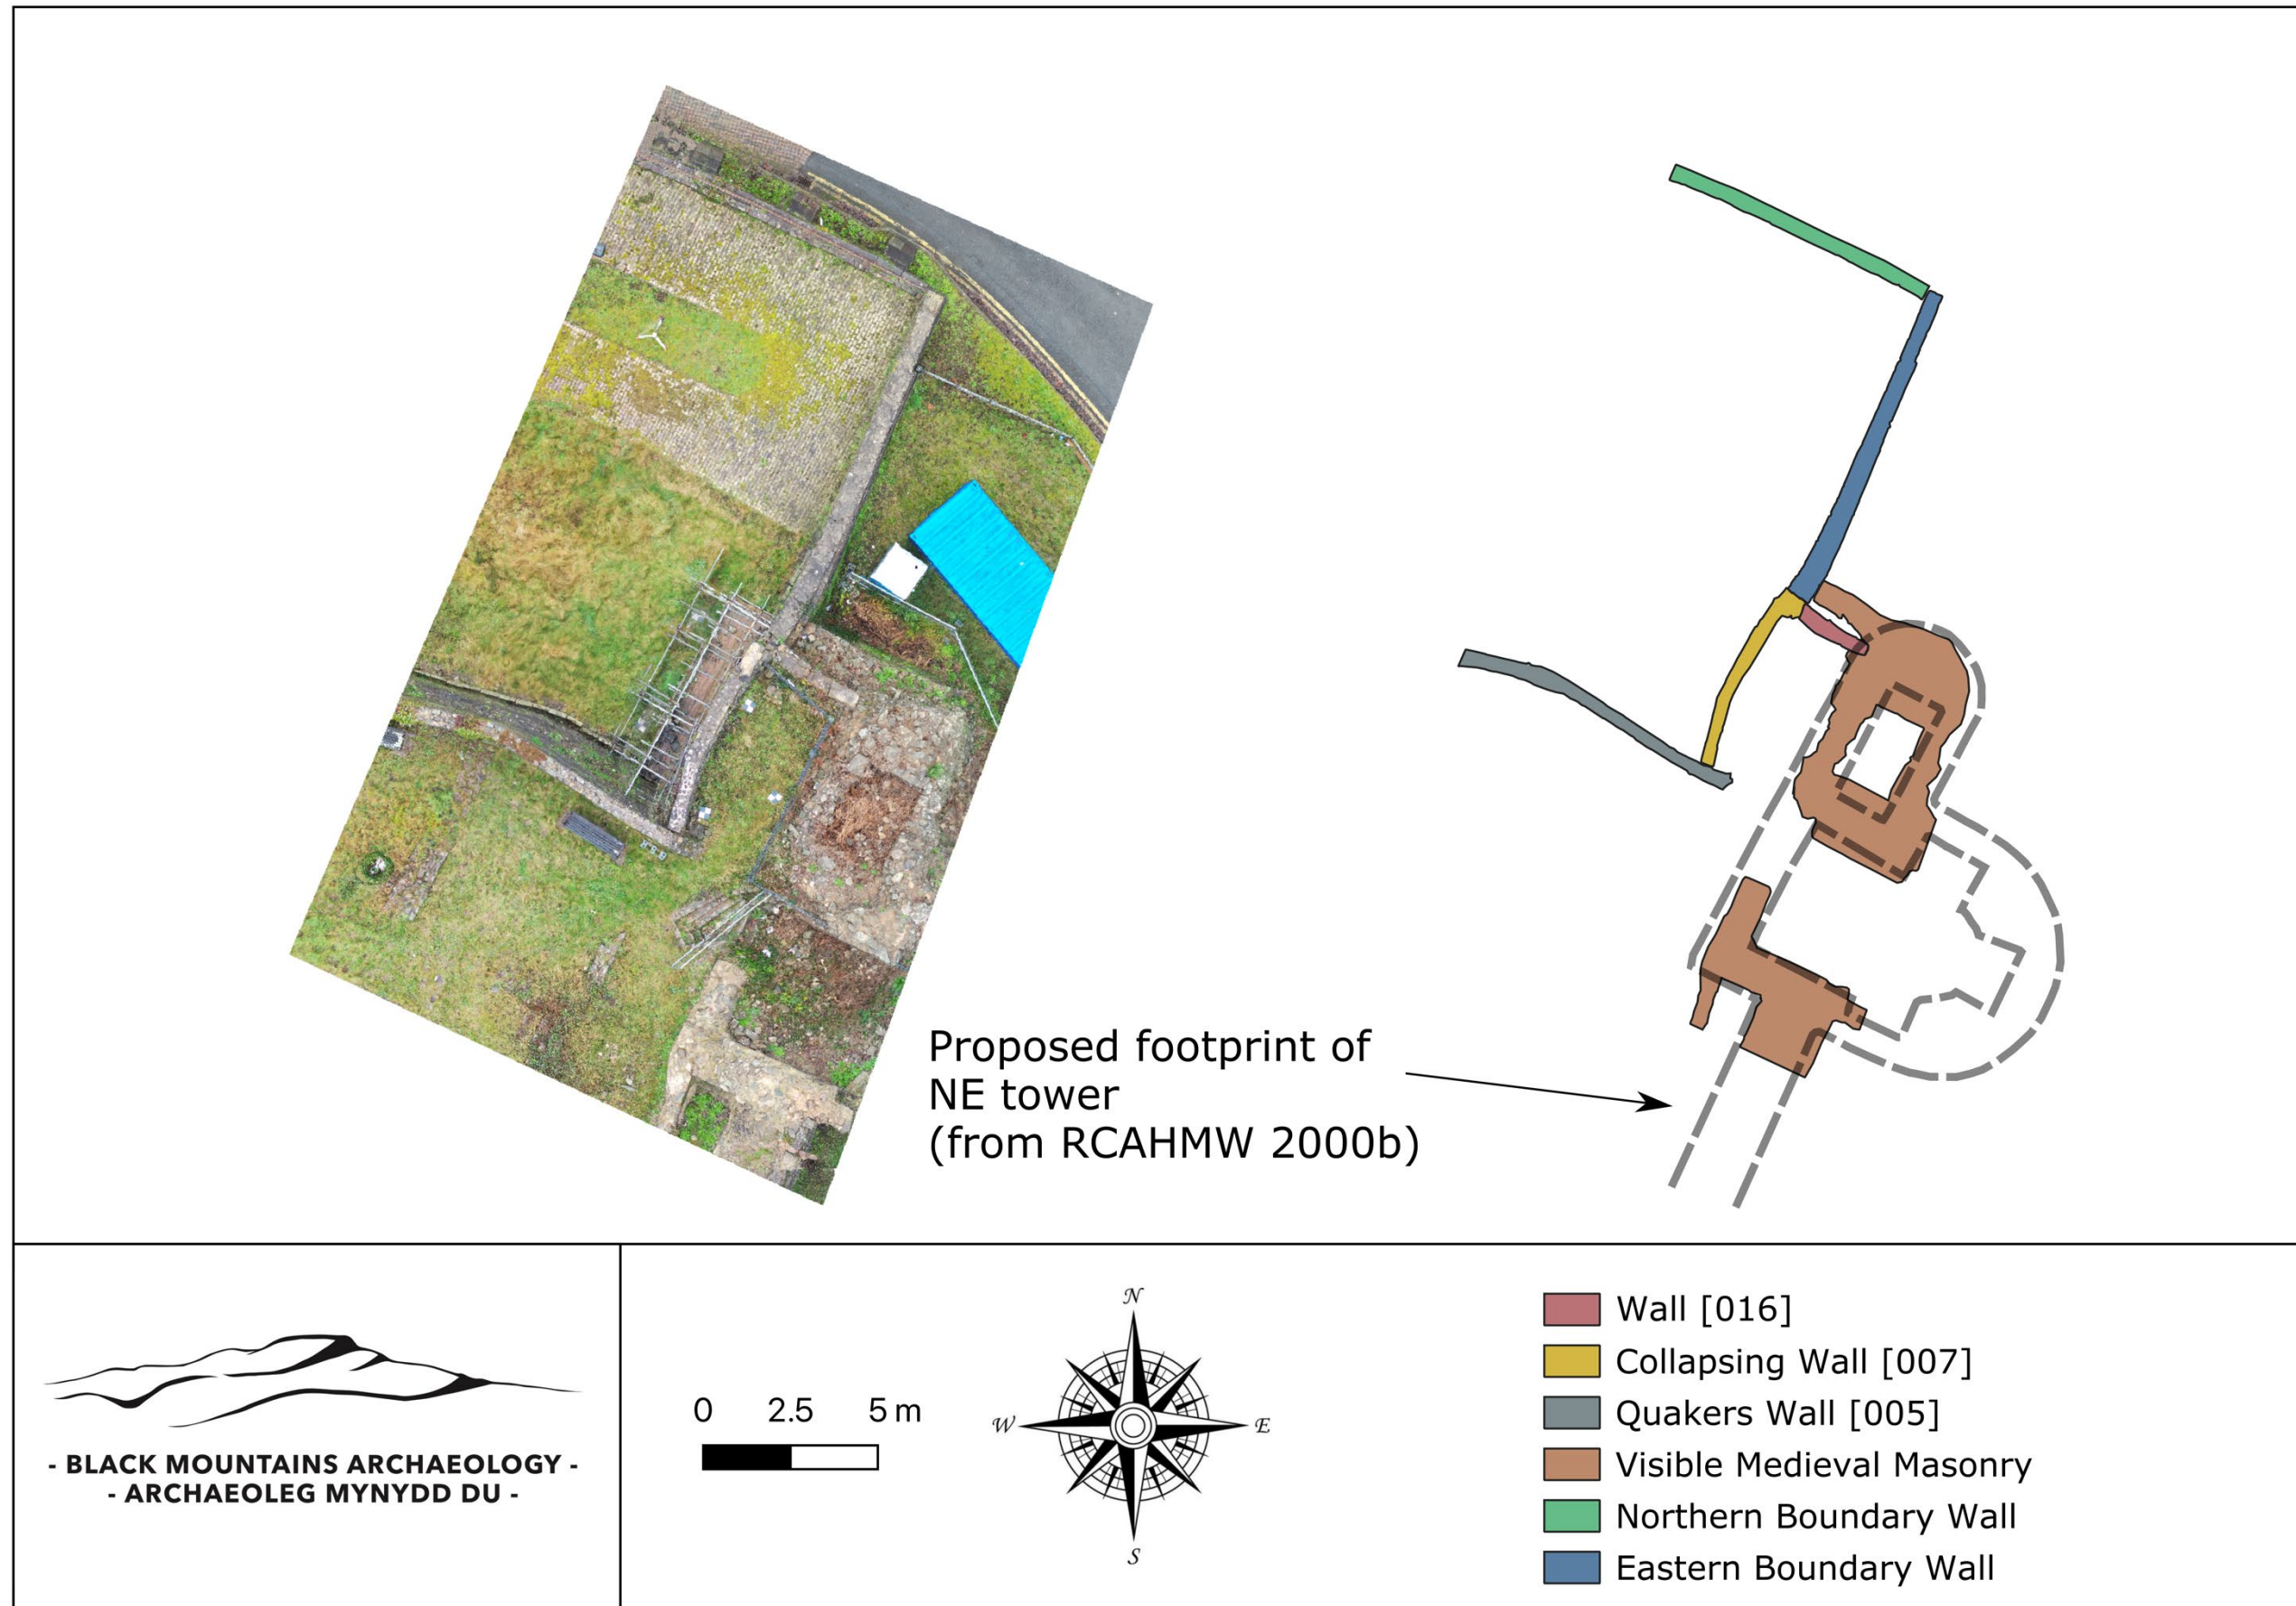 Proposed footprint of
NE tower
(from RCAHMW 2000b)
- BLACK MOUNTAINS ARCHAEOLOGY -
- ARCHAEOLEG MYNYDD DU -
0 2.5 5 m
N
W E
S
Wall [016]
Collapsing Wall [007]
Quakers Wall [005]
Visible Medieval Masonry
Northern Boundary Wall
Eastern Boundary Wall